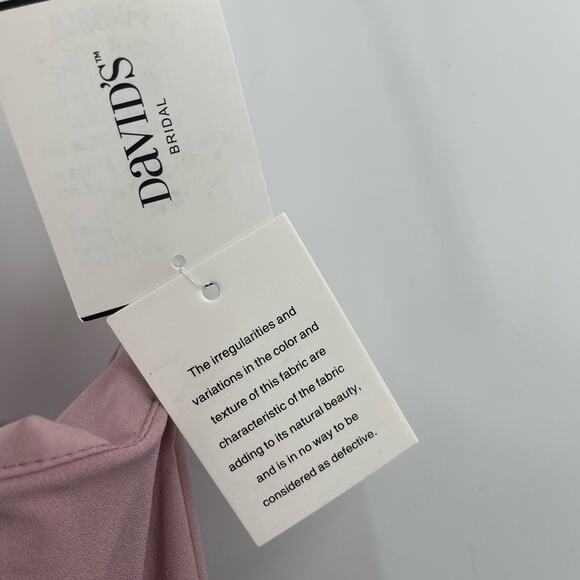 DAVID'S™
BRIDAL
The irregularities and
variations in the color and
texture of this fabric are
characteristic of the fabric
adding to its natural beauty,
and is in no way to be
considered as defective.